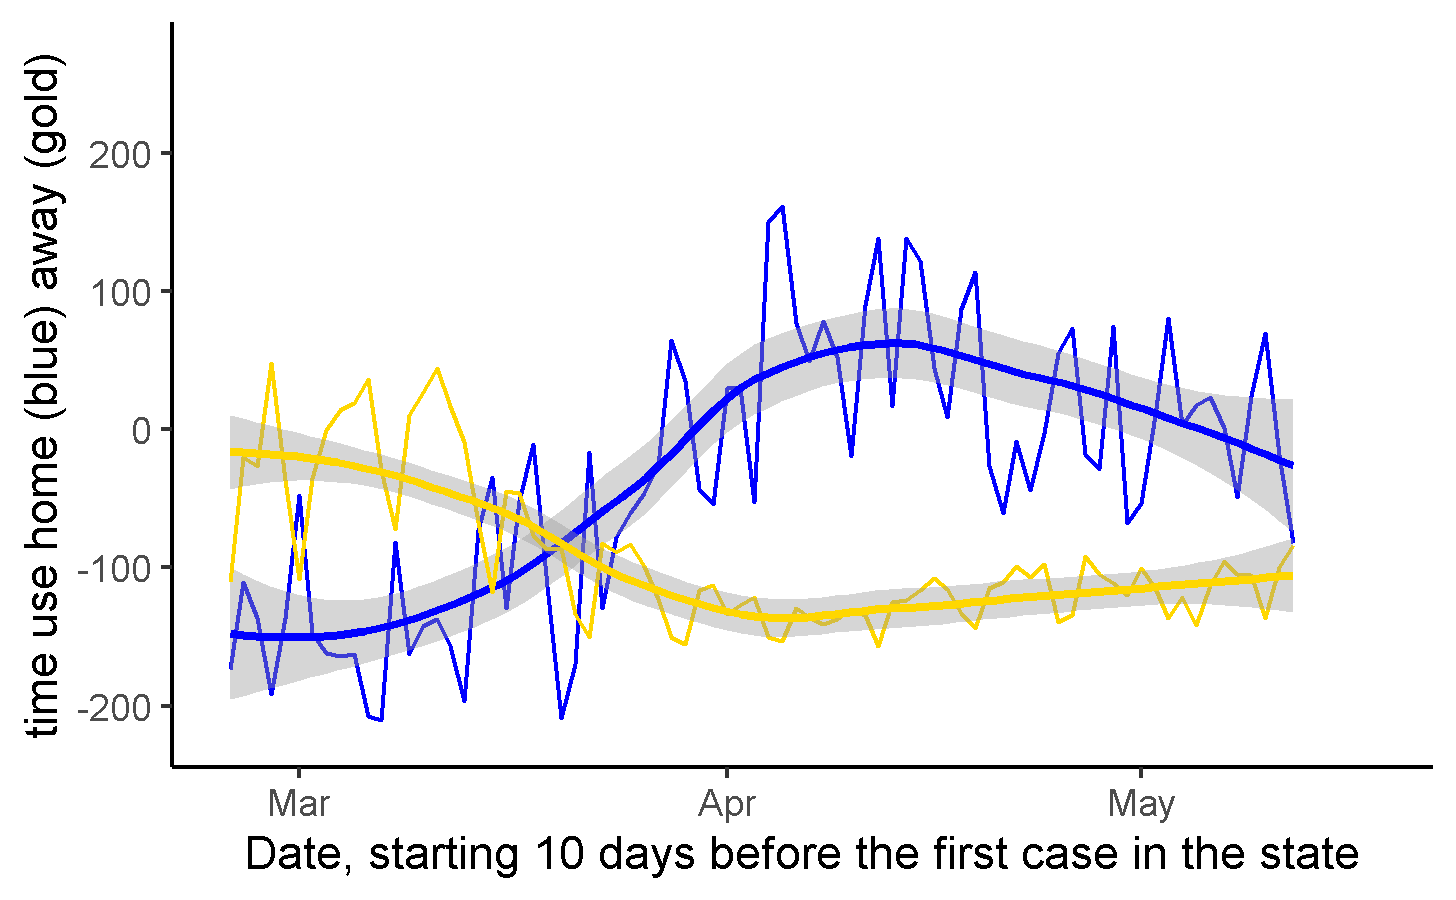 time use home (blue) away (gold)
200
100
0
-100
-200
Mar Apr May
Date, starting 10 days before the first case in the state